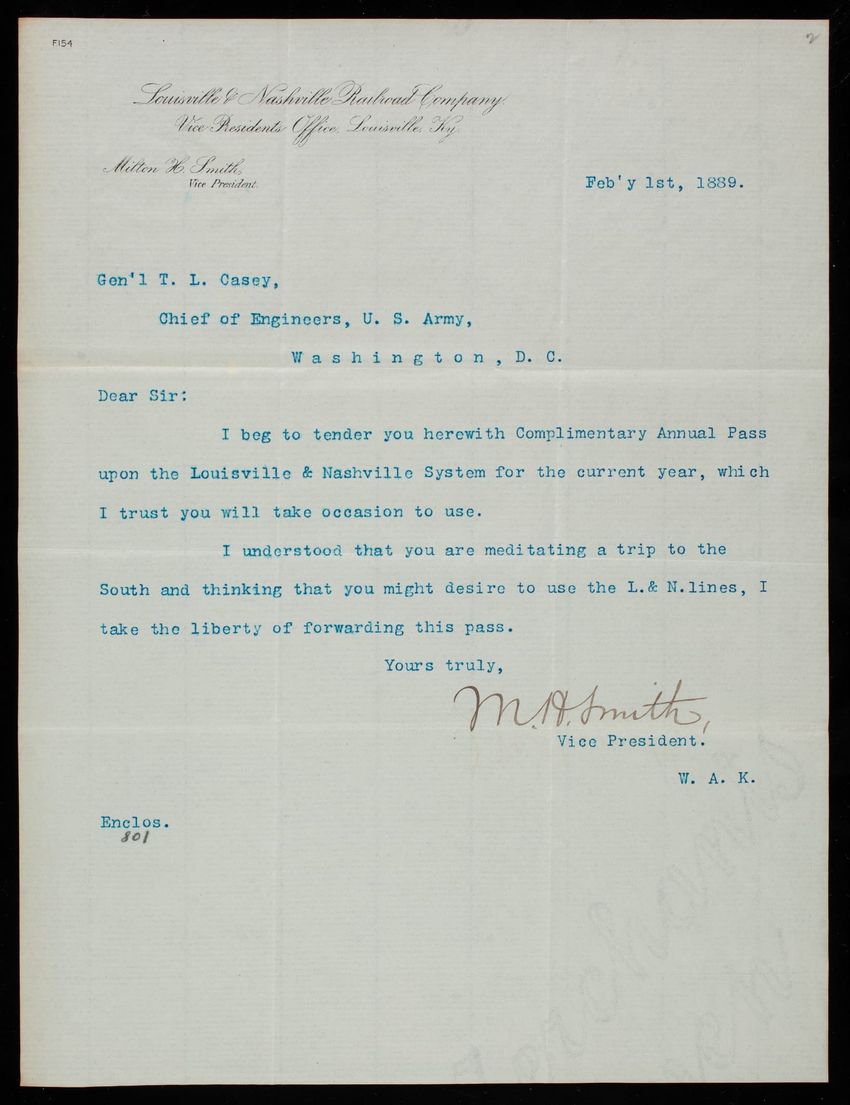 F154
2
Louisville & Nashville Railroad Company.
Vice Presidents Office, Louisville, Ky.
Milton H. Smith,
Vice President.
Feb'y 1st, 1889.
Gen'l T. L. Casey,
Chief of Engineers, U. S. Army,
Washington, D. C.
Dear Sir:
I beg to tender you herewith Complimentary Annual Pass
upon the Louisville & Nashville System for the current year, which
I trust you will take occasion to use.
I understood that you are meditating a trip to the
South and thinking that you might desire to use the L.& N.lines, I
take the liberty of forwarding this pass.
Yours truly,
M. H. Smith,
Vice President.
W. A. K.
Enclos.
801